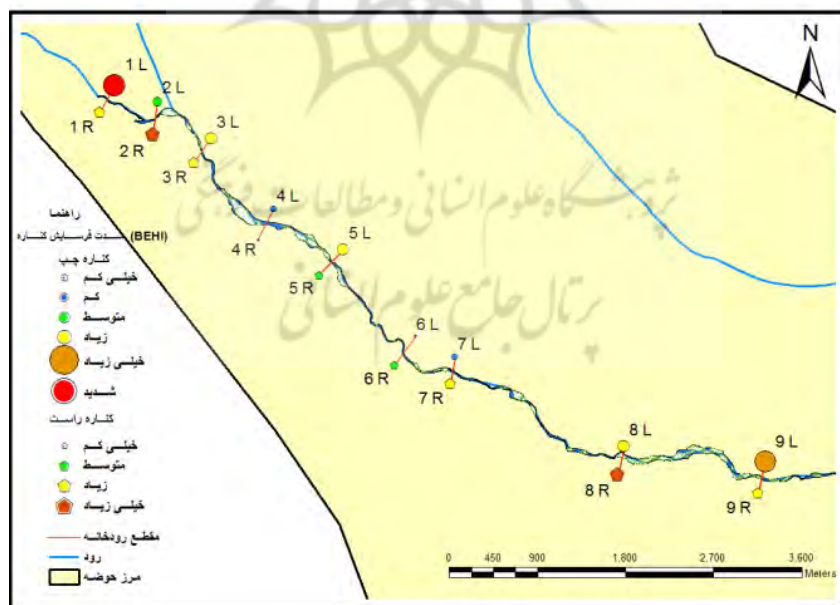 پژوهشگاه علوم انسانی و مطالعات فرهنگی
پرتال جامع علوم انسانی
N
1 L
1 R
2 L
2 R
3 L
3 R
4 L
4 R
5 L
5 R
6 L
6 R
7 L
7 R
8 L
8 R
9 L
9 R
راهنما
شدت فرسایش کناره (BEHI)
کناره چپ
خیلی کم
کم
متوسط
زیاد
خیلی زیاد
شدید
کناره راست
خیلی کم
متوسط
زیاد
خیلی زیاد
مقطع رودخانه
رود
مرز حوضه
0 450 900 1,800 2,700 3,600
Meters